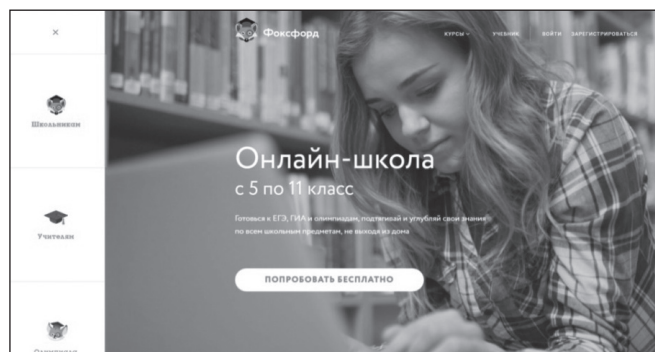 ×
Школьникам
Учителям
Олимпиада
Фоксфорд
КУРСЫ
УЧЕБНИК
ВОЙТИ
ЗАРЕГИСТРИРОВАТЬСЯ
Онлайн-школа
с 5 по 11 класс
Готовься к ЕГЭ, ГИА и олимпиадам, подтягивай и углубляй свои знания
по всем школьным предметам, не выходя из дома
ПОПРОБОВАТЬ БЕСПЛАТНО